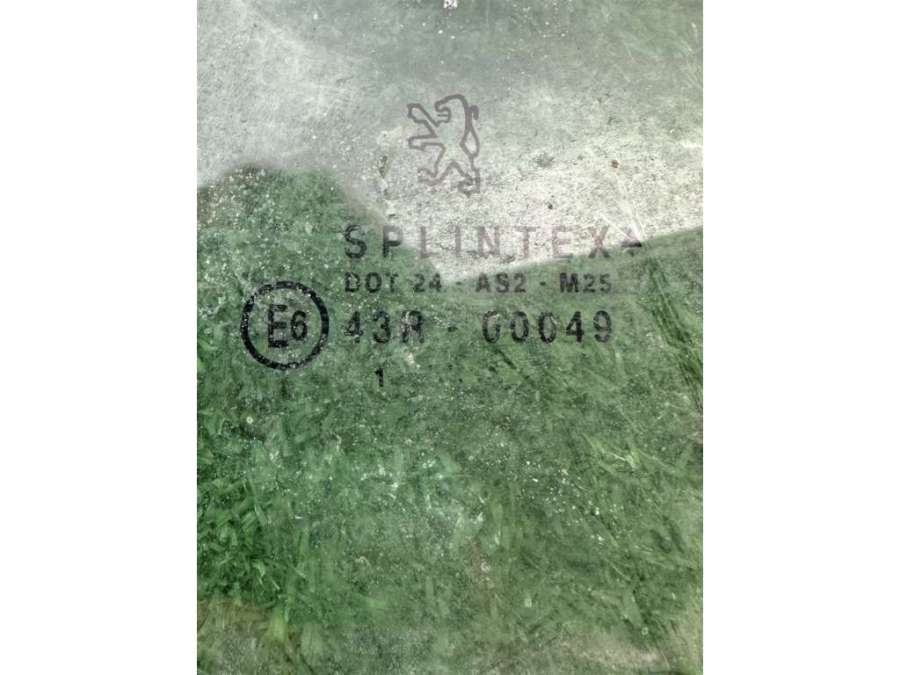 SPLINTEX
DOT 24 - AS2 - M25
E6 43R - 00049
1